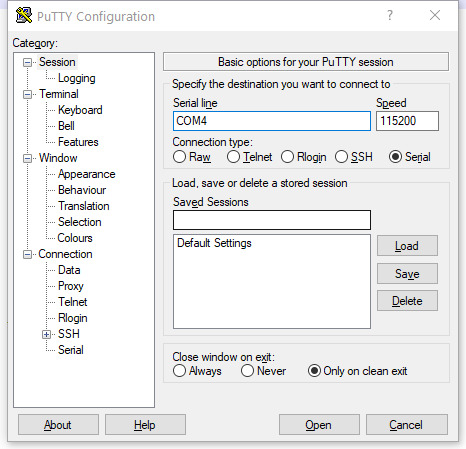 PuTTY Configuration
Category:
Session
Logging
Terminal
Keyboard
Bell
Features
Window
Appearance
Behaviour
Translation
Selection
Colours
Connection
Data
Proxy
Telnet
Rlogin
SSH
Serial
Basic options for your PuTTY session
Specify the destination you want to connect to
Serial line Speed
COM4 115200
Connection type:
Raw Telnet Rlogin SSH Serial
Load, save or delete a stored session
Saved Sessions
Default Settings
Load
Save
Delete
Close window on exit:
Always Never Only on clean exit
About Help Open Cancel